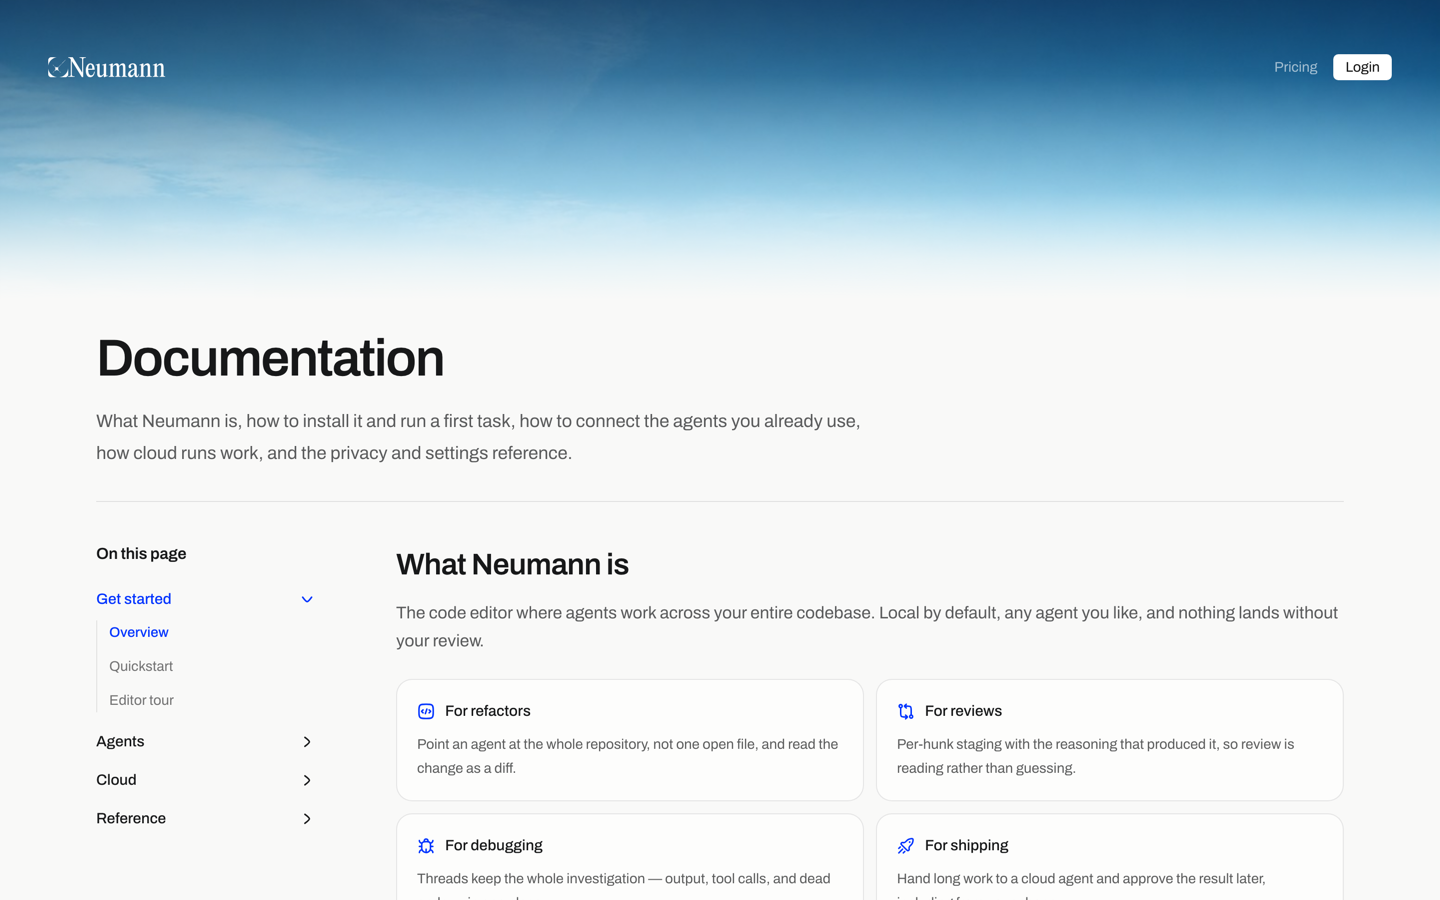 Neumann
Pricing
Login
Documentation
What Neumann is, how to install it and run a first task, how to connect the agents you already use,
how cloud runs work, and the privacy and settings reference.
On this page
Get started
Overview
Quickstart
Editor tour
Agents
Cloud
Reference
What Neumann is
The code editor where agents work across your entire codebase. Local by default, any agent you like, and nothing lands without
your review.
For refactors
Point an agent at the whole repository, not one open file, and read the
change as a diff.
For reviews
Per-hunk staging with the reasoning that produced it, so review is
reading rather than guessing.
For debugging
Threads keep the whole investigation — output, tool calls, and dead
For shipping
Hand long work to a cloud agent and approve the result later,